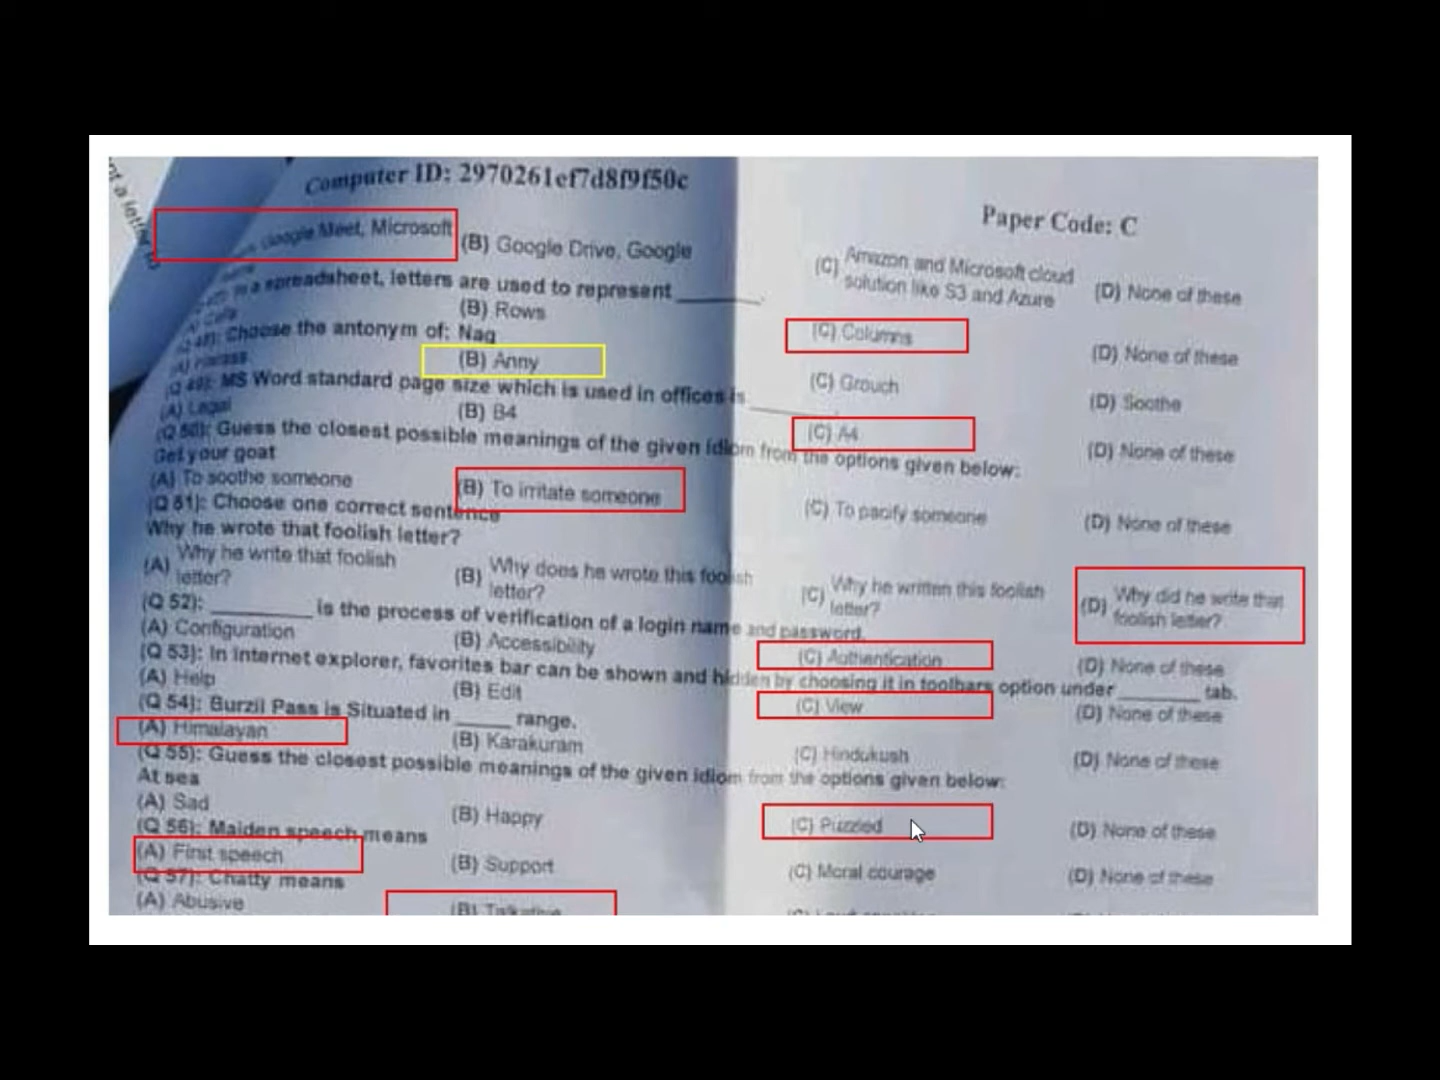 ot a letter
Computer ID: 2970261ef7d8f9f50c
Paper Code: C
Google Meet, Microsoft
(B) Google Drive, Google
(C) Amazon and Microsoft cloud
solution like S3 and Azure
(D) None of these
in a spreadsheet, letters are used to represent ______.
(B) Rows
(C) Columns
(D) None of these
Choose the antonym of: Nag
(A) Harass
(B) Anny
(C) Grouch
(D) Soothe
(Q 49): MS Word standard page size which is used in offices is ______.
(A) Legal
(B) B4
(C) A4
(D) None of these
(Q 50): Guess the closest possible meanings of the given idiom from the options given below:
Get your goat
(A) To soothe someone
(B) To irritate someone
(C) To pacify someone
(D) None of these
(Q 51): Choose one correct sentence
Why he wrote that foolish letter?
(A) Why he write that foolish
letter?
(B) Why does he wrote this foolish
letter?
(C) Why he written this foolish
letter?
(D) Why did he write that
foolish letter?
(Q 52): ______ is the process of verification of a login name and password.
(A) Configuration
(B) Accessibility
(C) Authentication
(D) None of these
(Q 53): In internet explorer, favorites bar can be shown and hidden by choosing it in toolbars option under ______ tab.
(A) Help
(B) Edit
(C) View
(D) None of these
(Q 54): Burzil Pass is Situated in ____ range.
(A) Himalayan
(B) Karakuram
(C) Hindukush
(D) None of these
(Q 55): Guess the closest possible meanings of the given idiom from the options given below:
At sea
(A) Sad
(B) Happy
(C) Puzzled
(D) None of these
(Q 56): Maiden speech means
(A) First speech
(B) Support
(C) Moral courage
(D) None of these
(Q 57): Chatty means
(A) Abusive
(B) Talkative